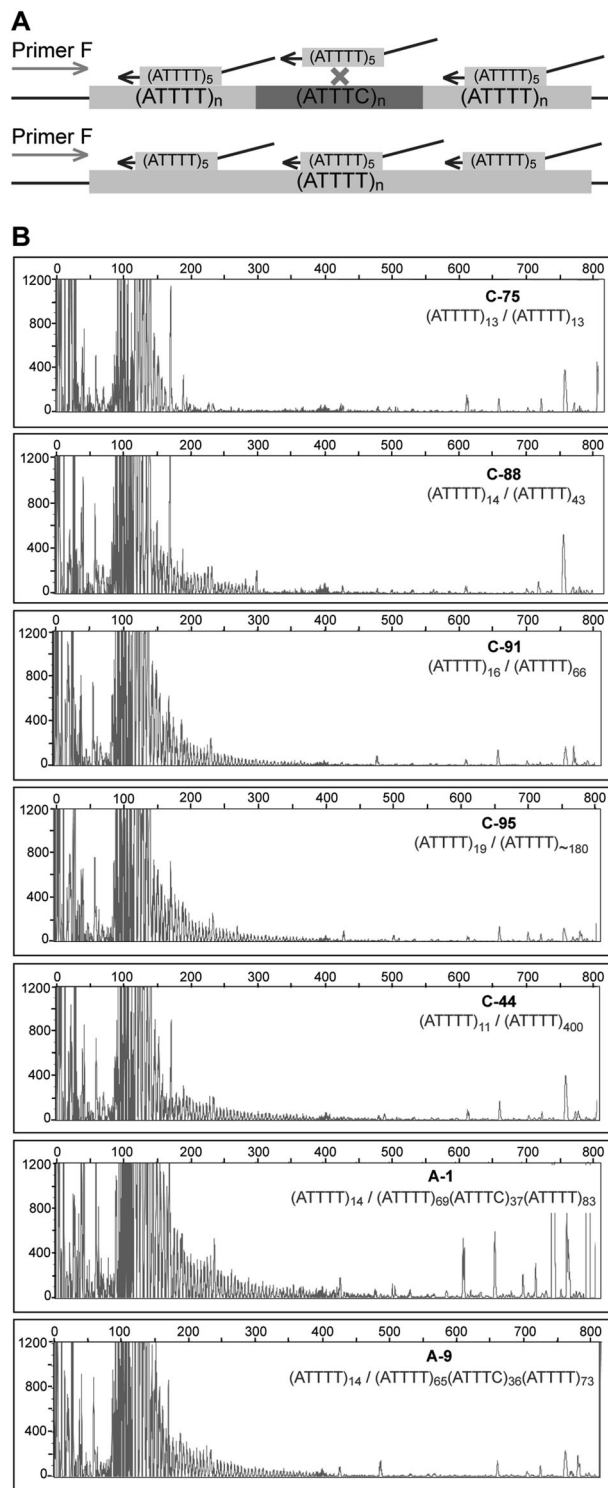 A
Primer F
(ATTTT)5
(ATTTT)5
(ATTTT)5
(ATTTT)n
(ATTTC)n
(ATTTT)n
Primer F
(ATTTT)5
(ATTTT)5
(ATTTT)5
(ATTTT)n
B
0 100 200 300 400 500 600 700 800
1200
800
400
0
C-75
(ATTTT)13 / (ATTTT)13
0 100 200 300 400 500 600 700 800
1200
800
400
0
C-88
(ATTTT)14 / (ATTTT)43
0 100 200 300 400 500 600 700 800
1200
800
400
0
C-91
(ATTTT)16 / (ATTTT)66
0 100 200 300 400 500 600 700 800
1200
800
400
0
C-95
(ATTTT)19 / (ATTTT)~180
0 100 200 300 400 500 600 700 800
1200
800
400
0
C-44
(ATTTT)11 / (ATTTT)400
0 100 200 300 400 500 600 700 800
1200
800
400
0
A-1
(ATTTT)14 / (ATTTT)69(ATTTC)37(ATTTT)83
0 100 200 300 400 500 600 700 800
1200
800
400
0
A-9
(ATTTT)14 / (ATTTT)65(ATTTC)36(ATTTT)73